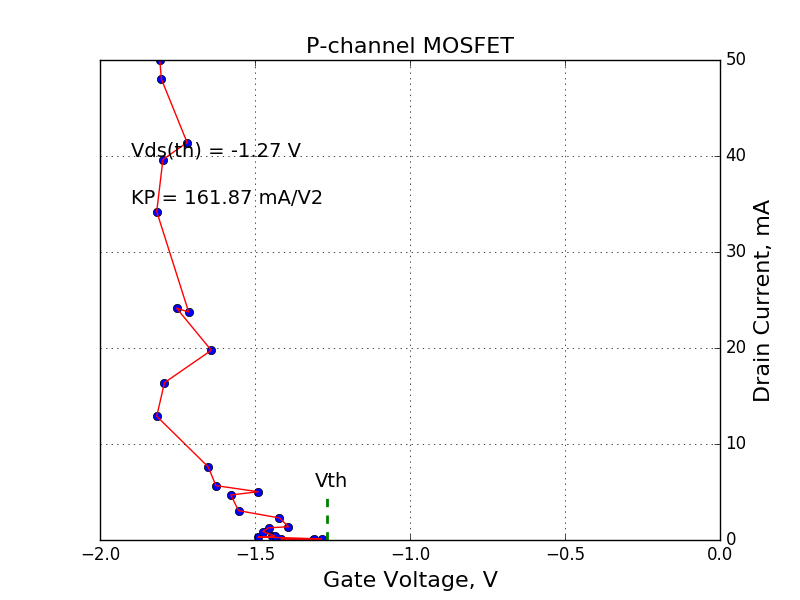 P-channel MOSFET
50
Vds(th) = -1.27 V
40
KP = 161.87 mA/V2
30
20
10
Vth
0
−2.0
−1.5
−1.0
−0.5
0.0
Gate Voltage, V
Drain Current, mA